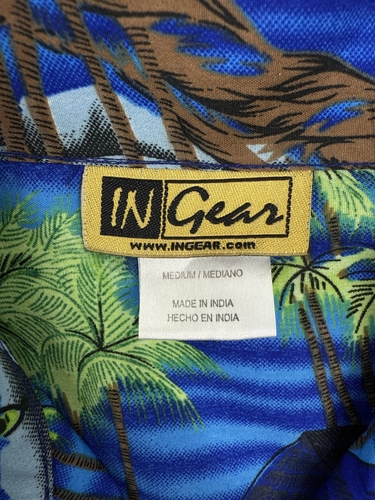 IN Gear
WWW.INGEAR.com
MEDIUM / MEDIANO
MADE IN INDIA
HECHO EN INDIA